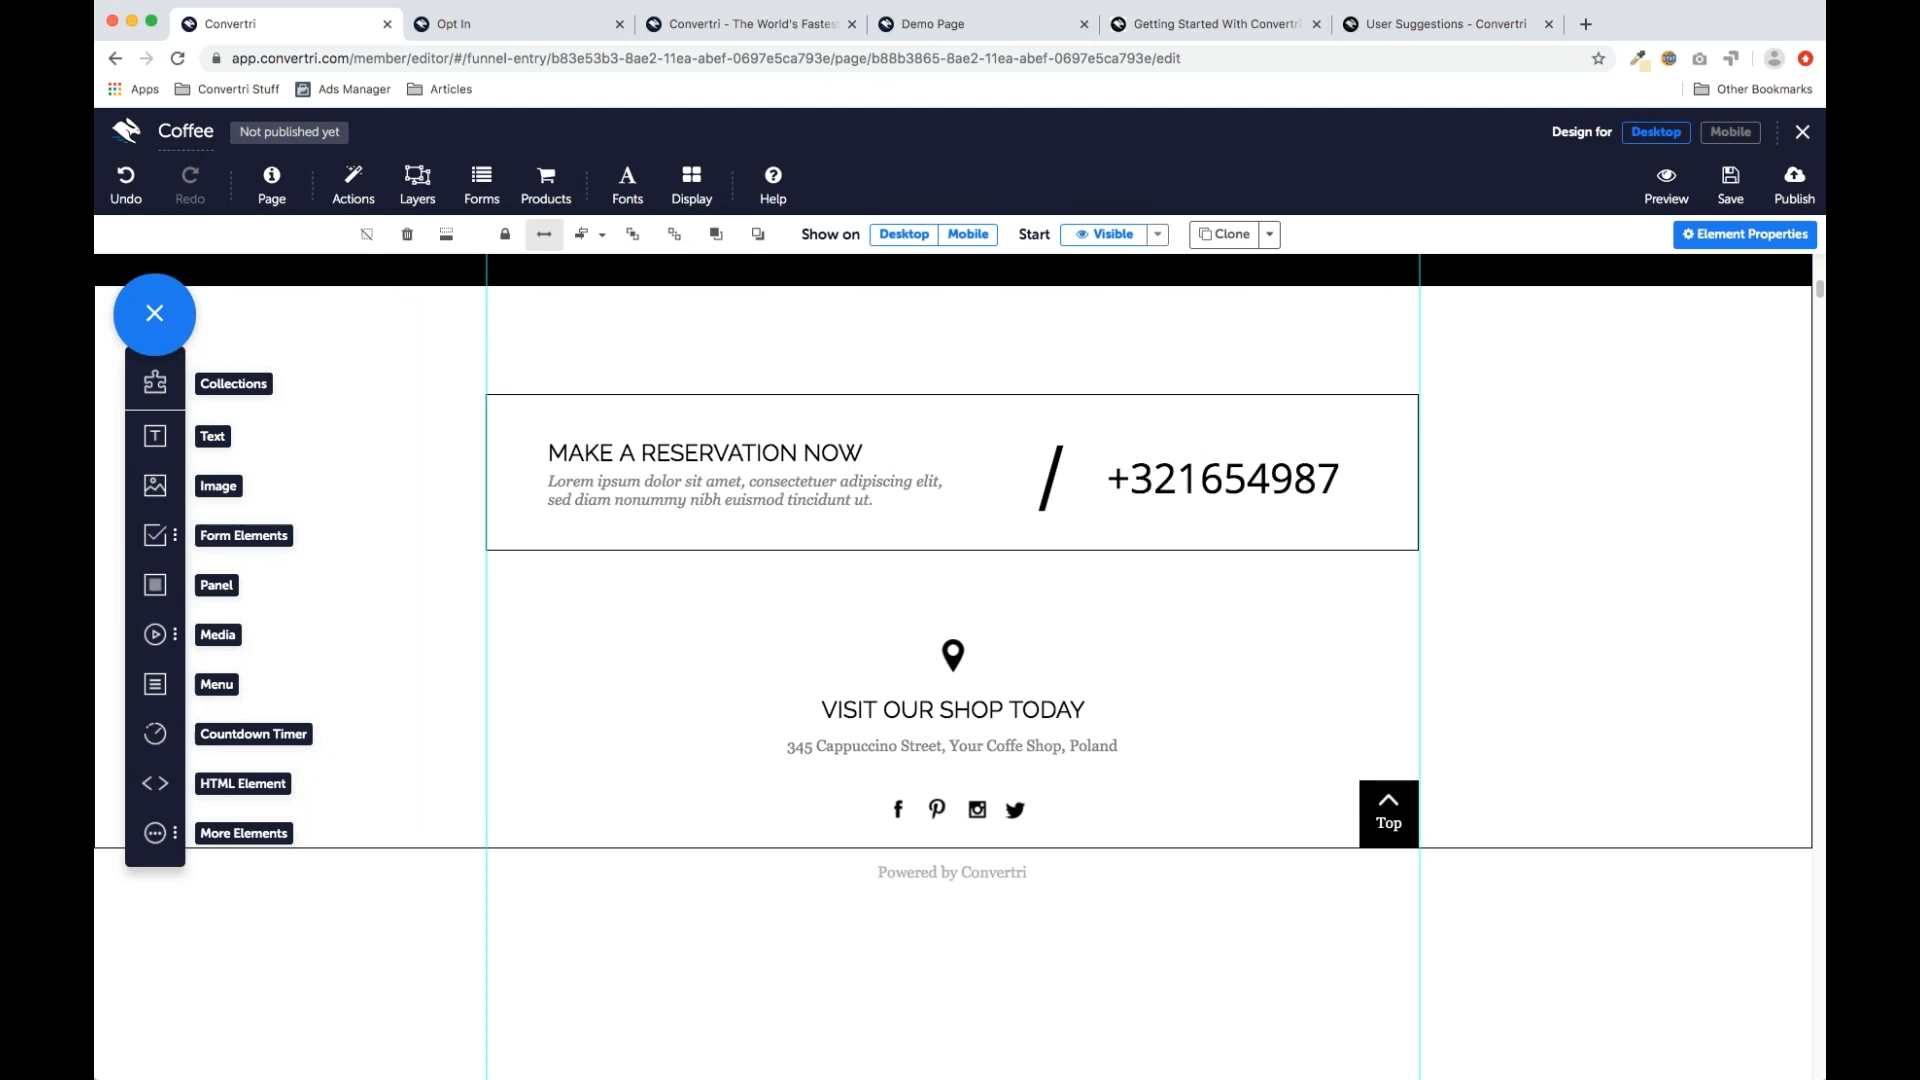 Convertri
Opt In
Convertri - The World's Fastes
Demo Page
Getting Started With Convertri
User Suggestions - Convertri
app.convertri.com/member/editor/#/funnel-entry/b83e53b3-8ae2-11ea-abef-0697e5ca793e/page/b88b3865-8ae2-11ea-abef-0697e5ca793e/edit
Apps
Convertri Stuff
Ads Manager
Articles
Other Bookmarks
Coffee
Not published yet
Design for
Desktop
Mobile
Undo
Redo
Page
Actions
Layers
Forms
Products
Fonts
Display
Help
Preview
Save
Publish
Show on
Desktop
Mobile
Start
Visible
Clone
Element Properties
Collections
Text
Image
Form Elements
Panel
Media
Menu
Countdown Timer
HTML Element
More Elements
MAKE A RESERVATION NOW
Lorem ipsum dolor sit amet, consectetuer adipiscing elit,
sed diam nonummy nibh euismod tincidunt ut.
/
+321654987
VISIT OUR SHOP TODAY
345 Cappuccino Street, Your Coffe Shop, Poland
Top
Powered by Convertri